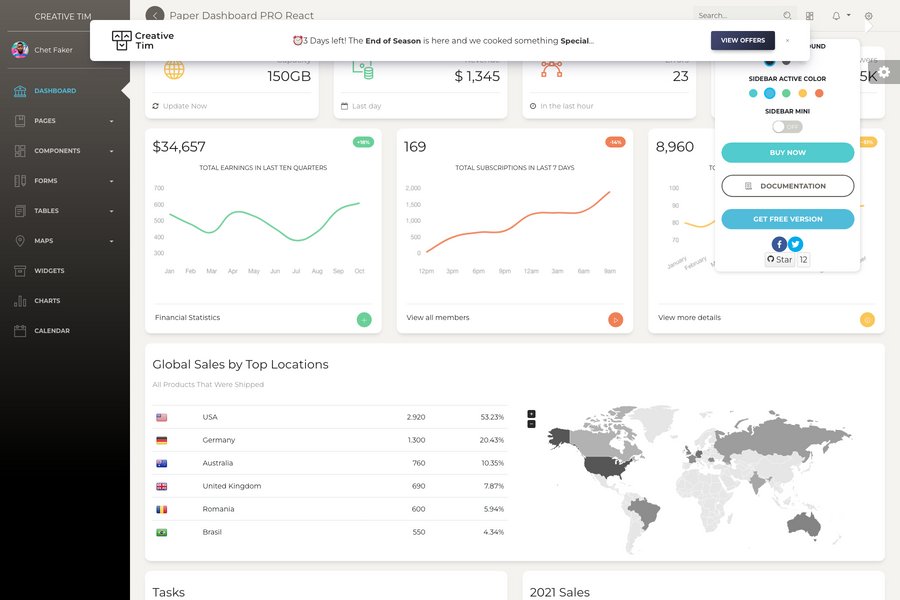 CREATIVE TIM
Paper Dashboard PRO React
Search...
Creative Tim
3 Days left! The End of Season is here and we cooked something Special...
VIEW OFFERS
×
Chet Faker
DASHBOARD
PAGES
COMPONENTS
FORMS
TABLES
MAPS
WIDGETS
CHARTS
CALENDAR
150GB
Update Now
$ 1,345
Last day
23
In the last hour
5K
SIDEBAR ACTIVE COLOR
SIDEBAR MINI
OFF
BUY NOW
DOCUMENTATION
GET FREE VERSION
Star
12
$34,657
+18%
TOTAL EARNINGS IN LAST TEN QUARTERS
700
600
500
400
300
Jan Feb Mar Apr May Jun Jul Aug Sep Oct
Financial Statistics
169
-14%
TOTAL SUBSCRIPTIONS IN LAST 7 DAYS
2,000
1,500
1,000
500
0
12pm 3pm 6pm 9pm 12am 3am 6am 9am
View all members
8,960
100
90
80
70
January February
View more details
Global Sales by Top Locations
All Products That Were Shipped
USA 2.920 53.23%
Germany 1.300 20.43%
Australia 760 10.35%
United Kingdom 690 7.87%
Romania 600 5.94%
Brasil 550 4.34%
+
−
Tasks
2021 Sales